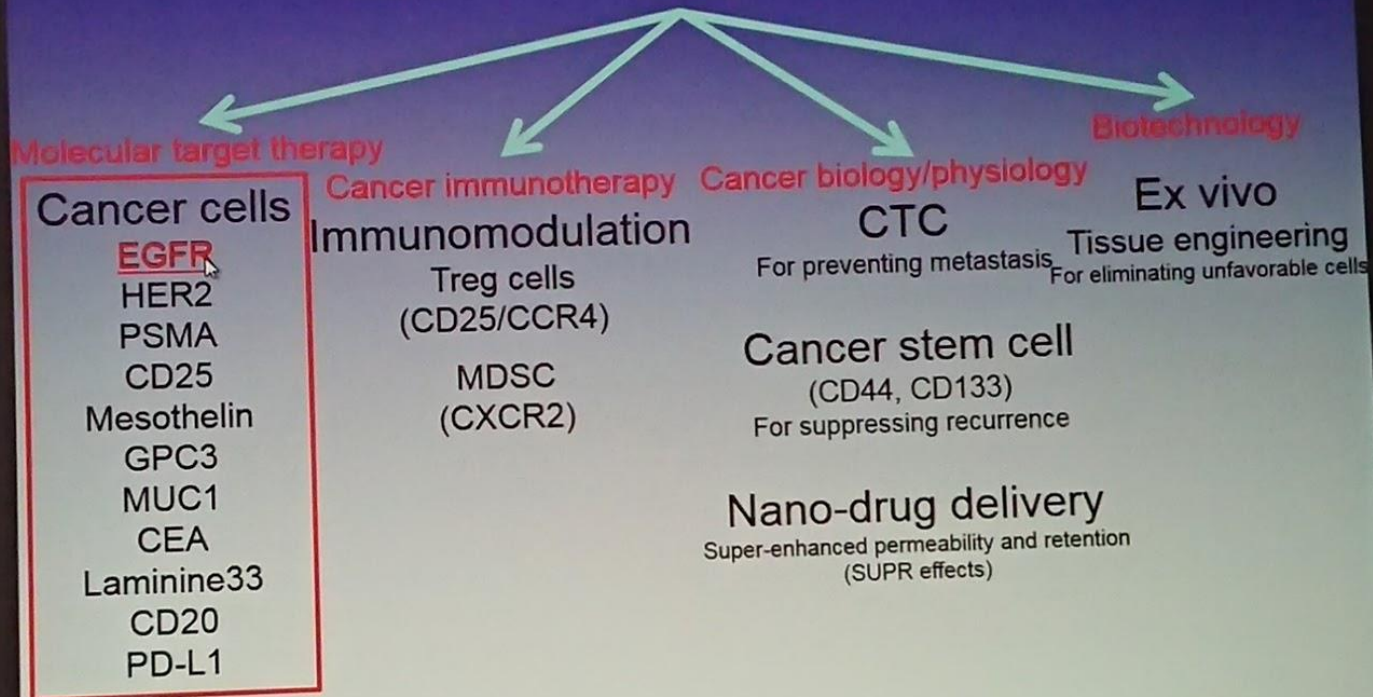 Molecular target therapy
Cancer cells
EGFR
HER2
PSMA
CD25
Mesothelin
GPC3
MUC1
CEA
Laminine33
CD20
PD-L1
Cancer immunotherapy
Immunomodulation
Treg cells
(CD25/CCR4)
MDSC
(CXCR2)
Cancer biology/physiology
CTC
For preventing metastasis
Cancer stem cell
(CD44, CD133)
For suppressing recurrence
Nano-drug delivery
Super-enhanced permeability and retention
(SUPR effects)
Biotechnology
Ex vivo
Tissue engineering
For eliminating unfavorable cells